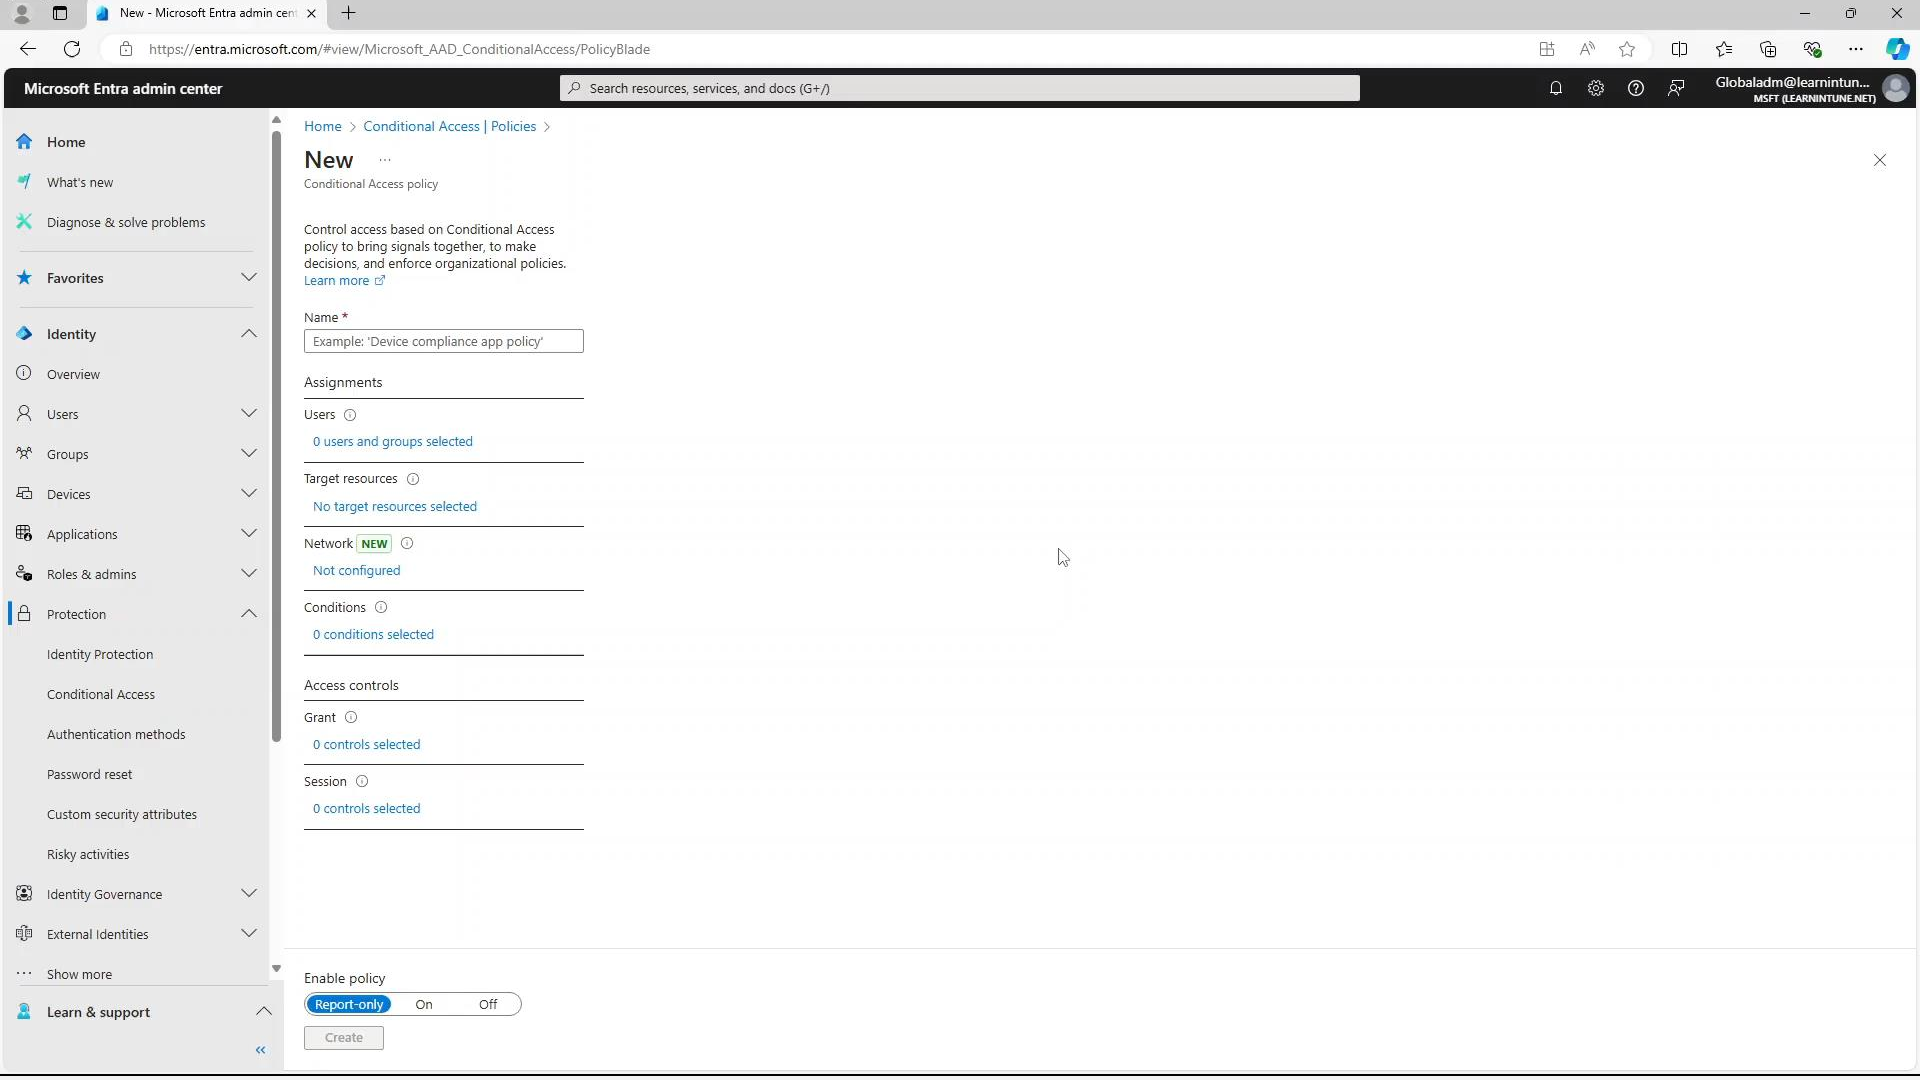 New - Microsoft Entra admin cent
https://entra.microsoft.com/#view/Microsoft_AAD_ConditionalAccess/PolicyBlade
Microsoft Entra admin center
Search resources, services, and docs (G+/)
Globaladm@learnintun...
MSFT (LEARNINTUNE.NET)
Home
What's new
Diagnose & solve problems
Favorites
Identity
Overview
Users
Groups
Devices
Applications
Roles & admins
Protection
Identity Protection
Conditional Access
Authentication methods
Password reset
Custom security attributes
Risky activities
Identity Governance
External Identities
Show more
Learn & support
Home > Conditional Access | Policies >
New ...
Conditional Access policy
Control access based on Conditional Access
policy to bring signals together, to make
decisions, and enforce organizational policies.
Learn more
Name *
Example: 'Device compliance app policy'
Assignments
Users
0 users and groups selected
Target resources
No target resources selected
Network NEW
Not configured
Conditions
0 conditions selected
Access controls
Grant
0 controls selected
Session
0 controls selected
Enable policy
Report-only On Off
Create